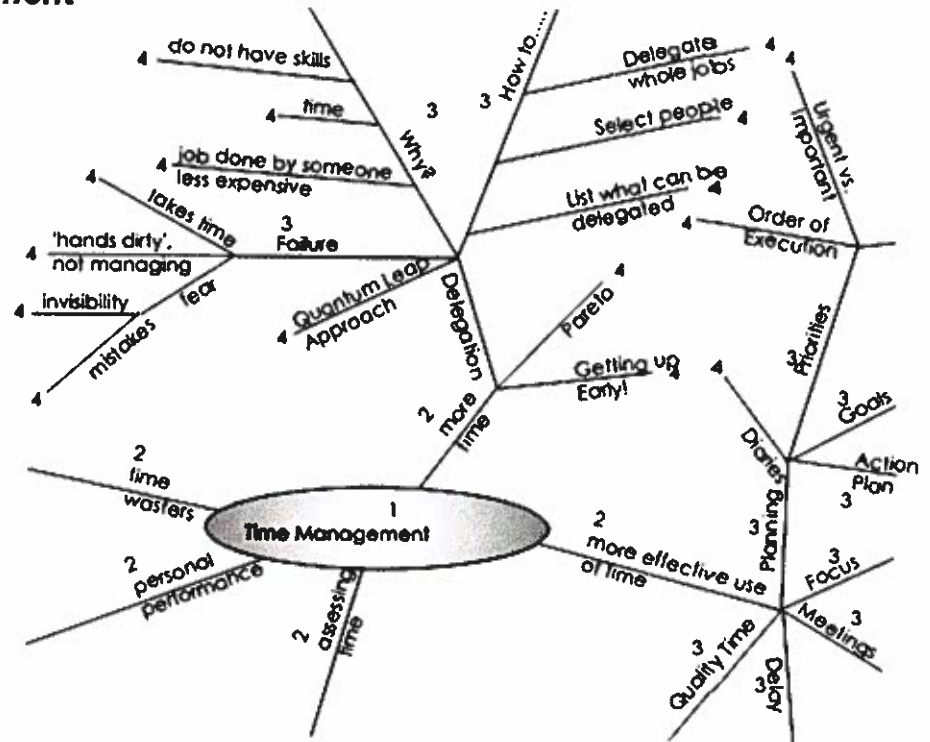 do not have skills
4
time
4
job done by someone
less expensive
4
Why?
3
How to.....
3
Delegate
whole jobs
4
Select people
4
List what can be
delegated
4
Urgent vs.
Important
4
Order of
Execution
4
takes time
4
'hands dirty',
not managing
4
invisibility
4
mistakes
4
fear
3
Failure
Quantum Leap
Approach
4
Delegation
Pareto
4
Getting up
Early!
4
2
more
time
3
Priorities
4
Diaries
3
Goals
Action
Plan
3
3
Planning
2
time
wasters
1
Time Management
2
more effective use
of time
2
personal
performance
2
assessing
time
3
Focus
3
Meetings
3
Quality Time
3
Delay